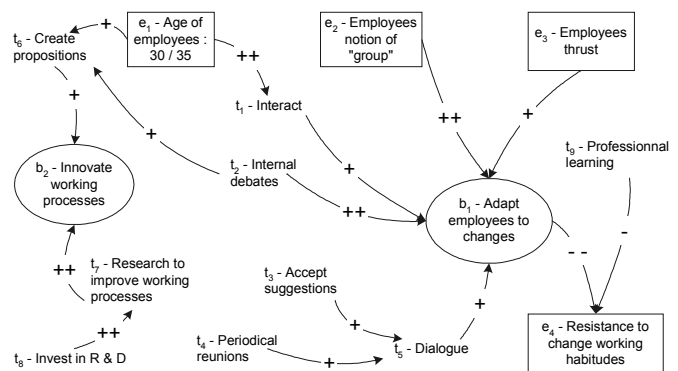 t6 - Create
propositions
+
e1 - Age of
employees :
30 / 35
++
e2 - Employees
notion of
"group"
e3 - Employees
thrust
+
t1 - Interact
++
+
+
t9 - Professionnal
learning
b2 - Innovate
working
processes
t2 - Internal
debates
+
++
b1 - Adapt
employees to
changes
-
- -
++
t7 - Research to
improve working
processes
t3 - Accept
suggestions
+
+
++
t8 - Invest in R & D
t4 - Periodical
reunions
+
t5 - Dialogue
e4 - Resistance to
change working
habitudes